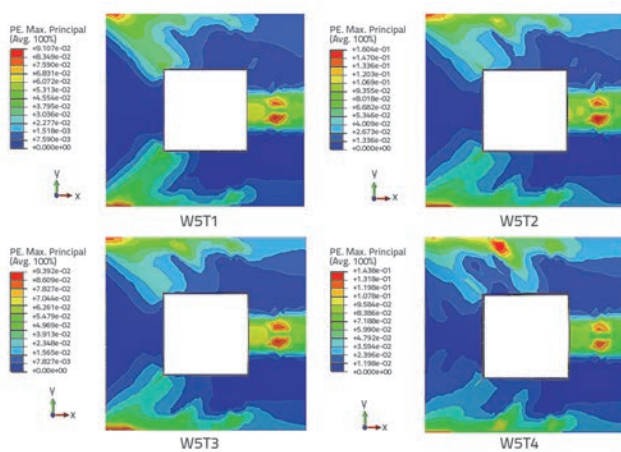 PE. Max. Principal
(Avg. 100%)
+9.107e-02
+8.349e-02
+7.590e-02
+6.831e-02
+6.072e-02
+5.313e-02
+4.554e-02
+3.795e-02
+3.036e-02
+2.277e-02
+1.518e-03
+7.590e-03
+0.000e+00
Y
X
W5T1
PE. Max. Principal
(Avg. 100%)
+1.604e-01
+1.470e-01
+1.336e-01
+1.203e-01
+1.069e-01
+9.355e-02
+8.018e-02
+6.682e-02
+5.346e-02
+4.009e-02
+2.673e-02
+1.336e-02
+0.000e+00
Y
X
W5T2
PE. Max. Principal
(Avg. 100%)
+9.392e-02
+8.609e-02
+7.827e-02
+7.044e-02
+6.261e-02
+5.479e-02
+4.969e-02
+3.913e-02
+2.348e-02
+1.565e-02
+7.827e-03
+0.00e+00
Y
X
W5T3
PE. Max. Principal
(Avg. 100%)
+1.438e-01
+1.318e-01
+1.198e-01
+1.078e-01
+9.584e-02
+8.386e-02
+7.188e-02
+5.990e-02
+4.792e-02
+3.594e-02
+2.396e-02
+1.198e-02
+0.000e+00
Y
X
W5T4